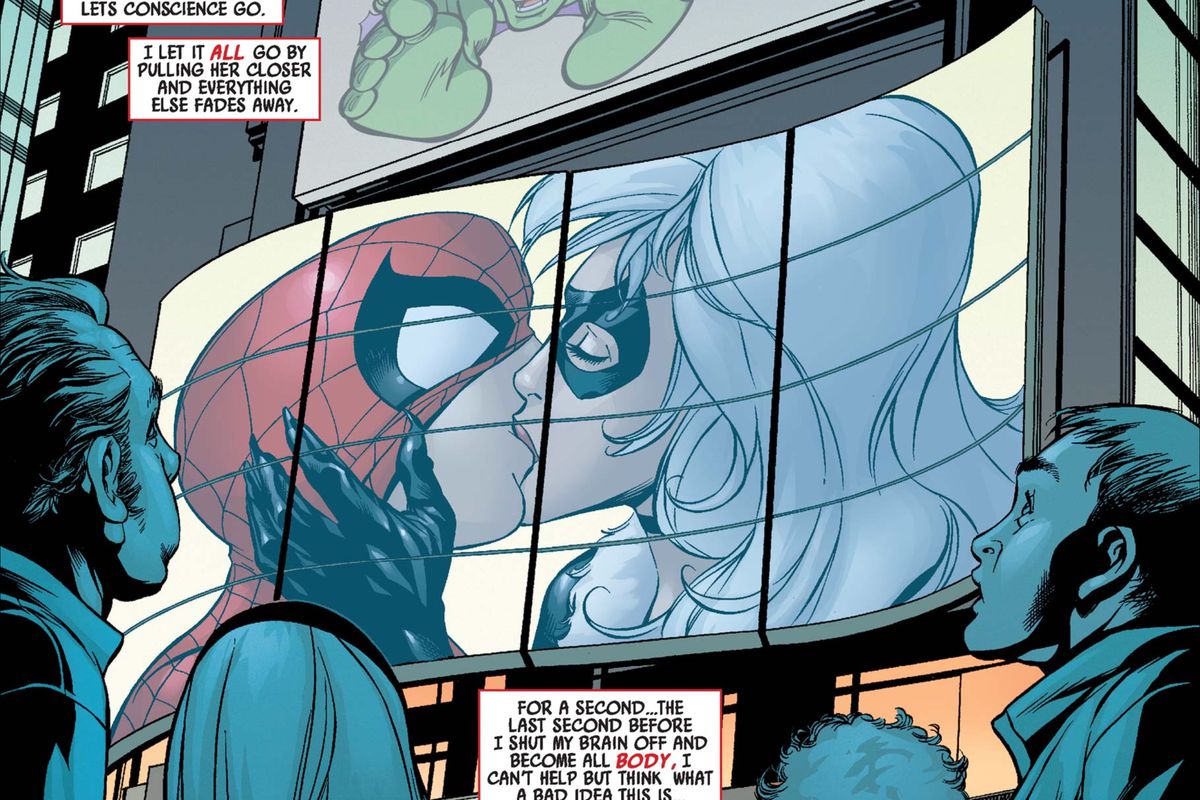 LETS CONSCIENCE GO.
I LET IT ALL GO BY
PULLING HER CLOSER
AND EVERYTHING
ELSE FADES AWAY.
FOR A SECOND...THE
LAST SECOND BEFORE
I SHUT MY BRAIN OFF AND
BECOME ALL BODY, I
CAN'T HELP BUT THINK WHAT
A BAD IDEA THIS IS...